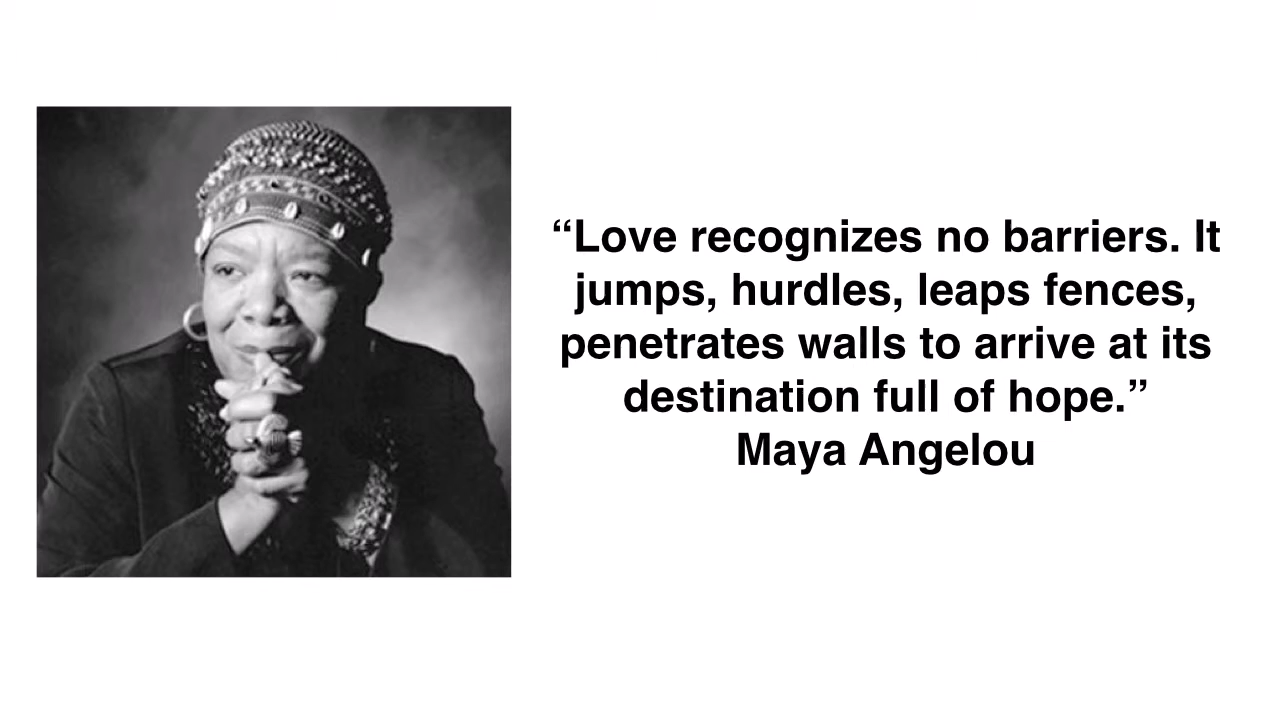 “Love recognizes no barriers. It
jumps, hurdles, leaps fences,
penetrates walls to arrive at its
destination full of hope.”
Maya Angelou